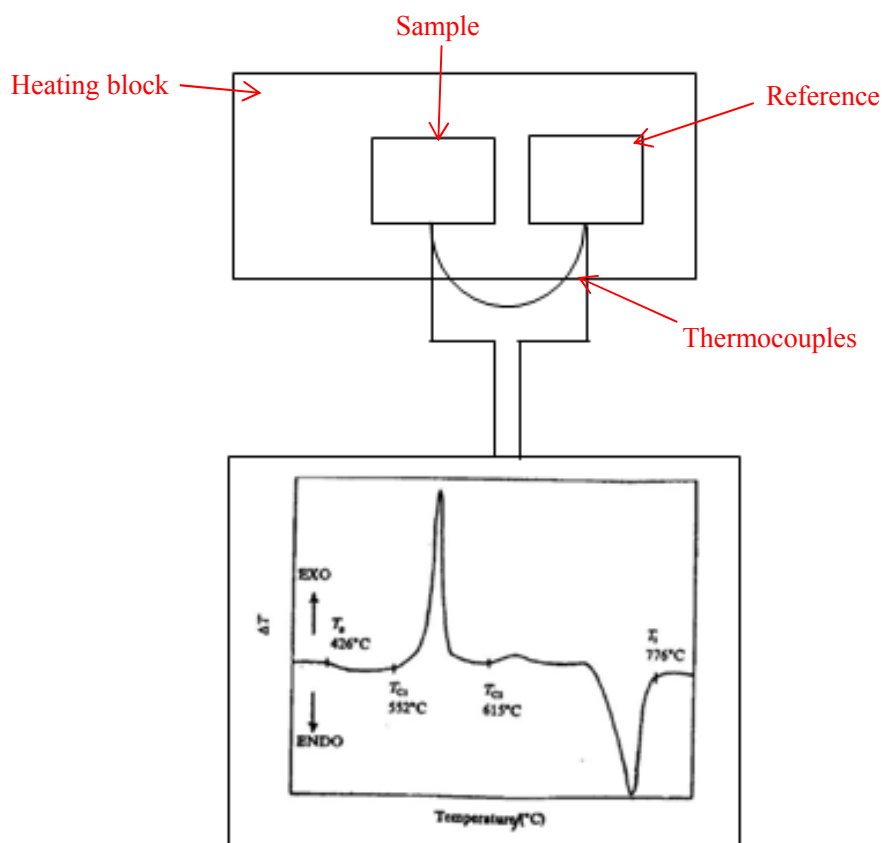 Sample
Heating block
Reference
Thermocouples
EXO
ΔT
Tg
426°C
Tl
776°C
TC1
552°C
TC2
615°C
ENDO
Temperature/(°C)